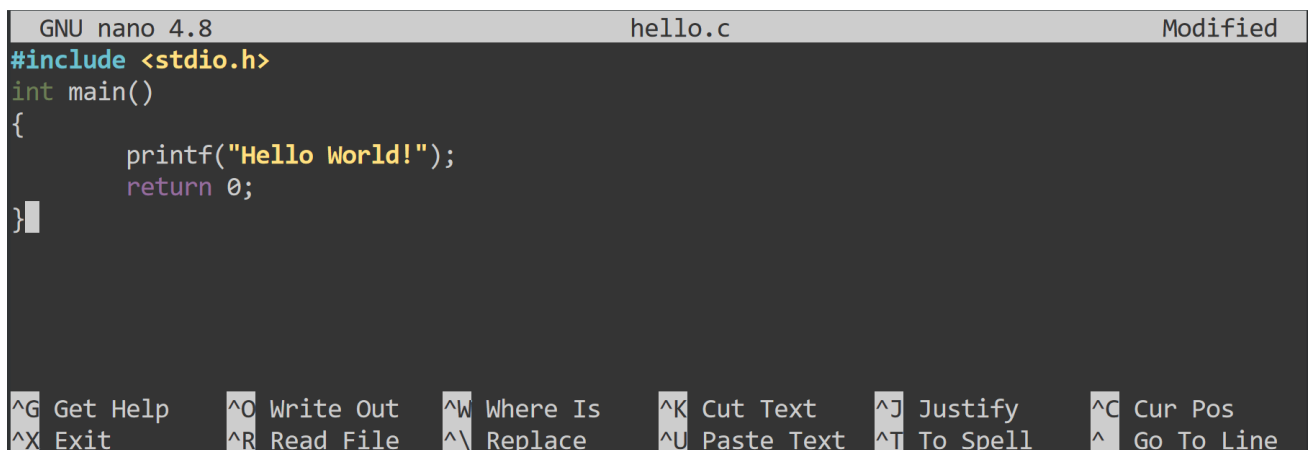 GNU nano 4.8 hello.c Modified
#include <stdio.h>
int main()
{
        printf("Hello World!");
        return 0;
}
^G Get Help ^O Write Out ^W Where Is ^K Cut Text ^J Justify ^C Cur Pos
^X Exit ^R Read File ^\ Replace ^U Paste Text ^T To Spell ^ Go To Line